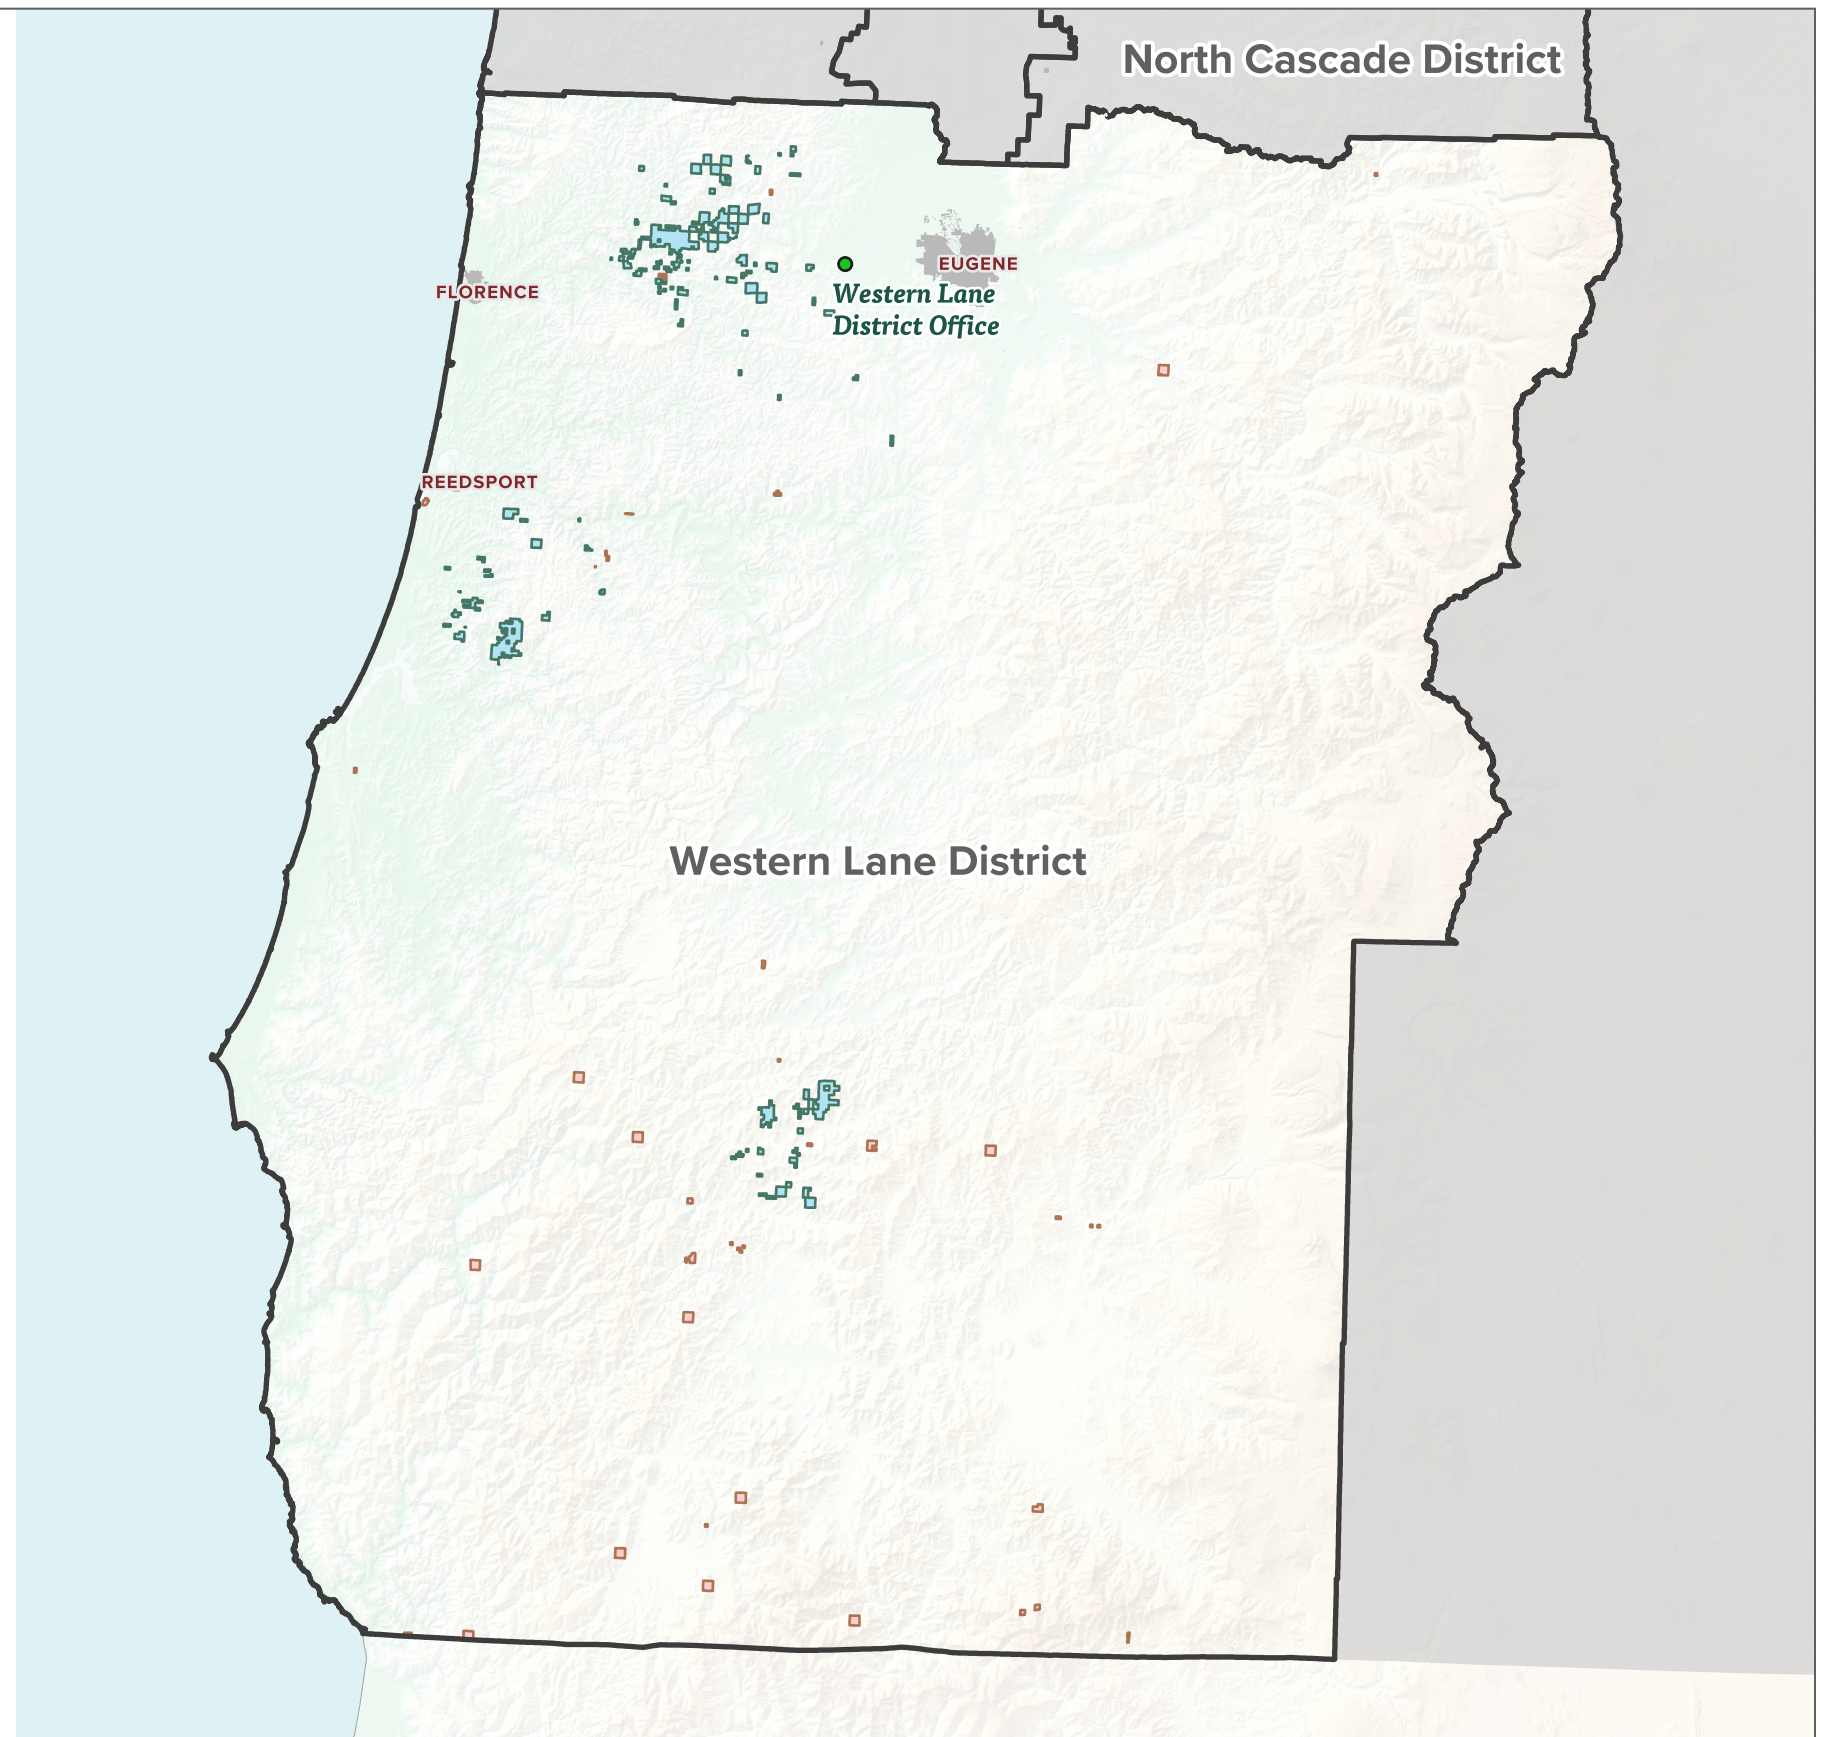 North Cascade District
EUGENE
FLORENCE
Western Lane
District Office
REEDSPORT
Western Lane District